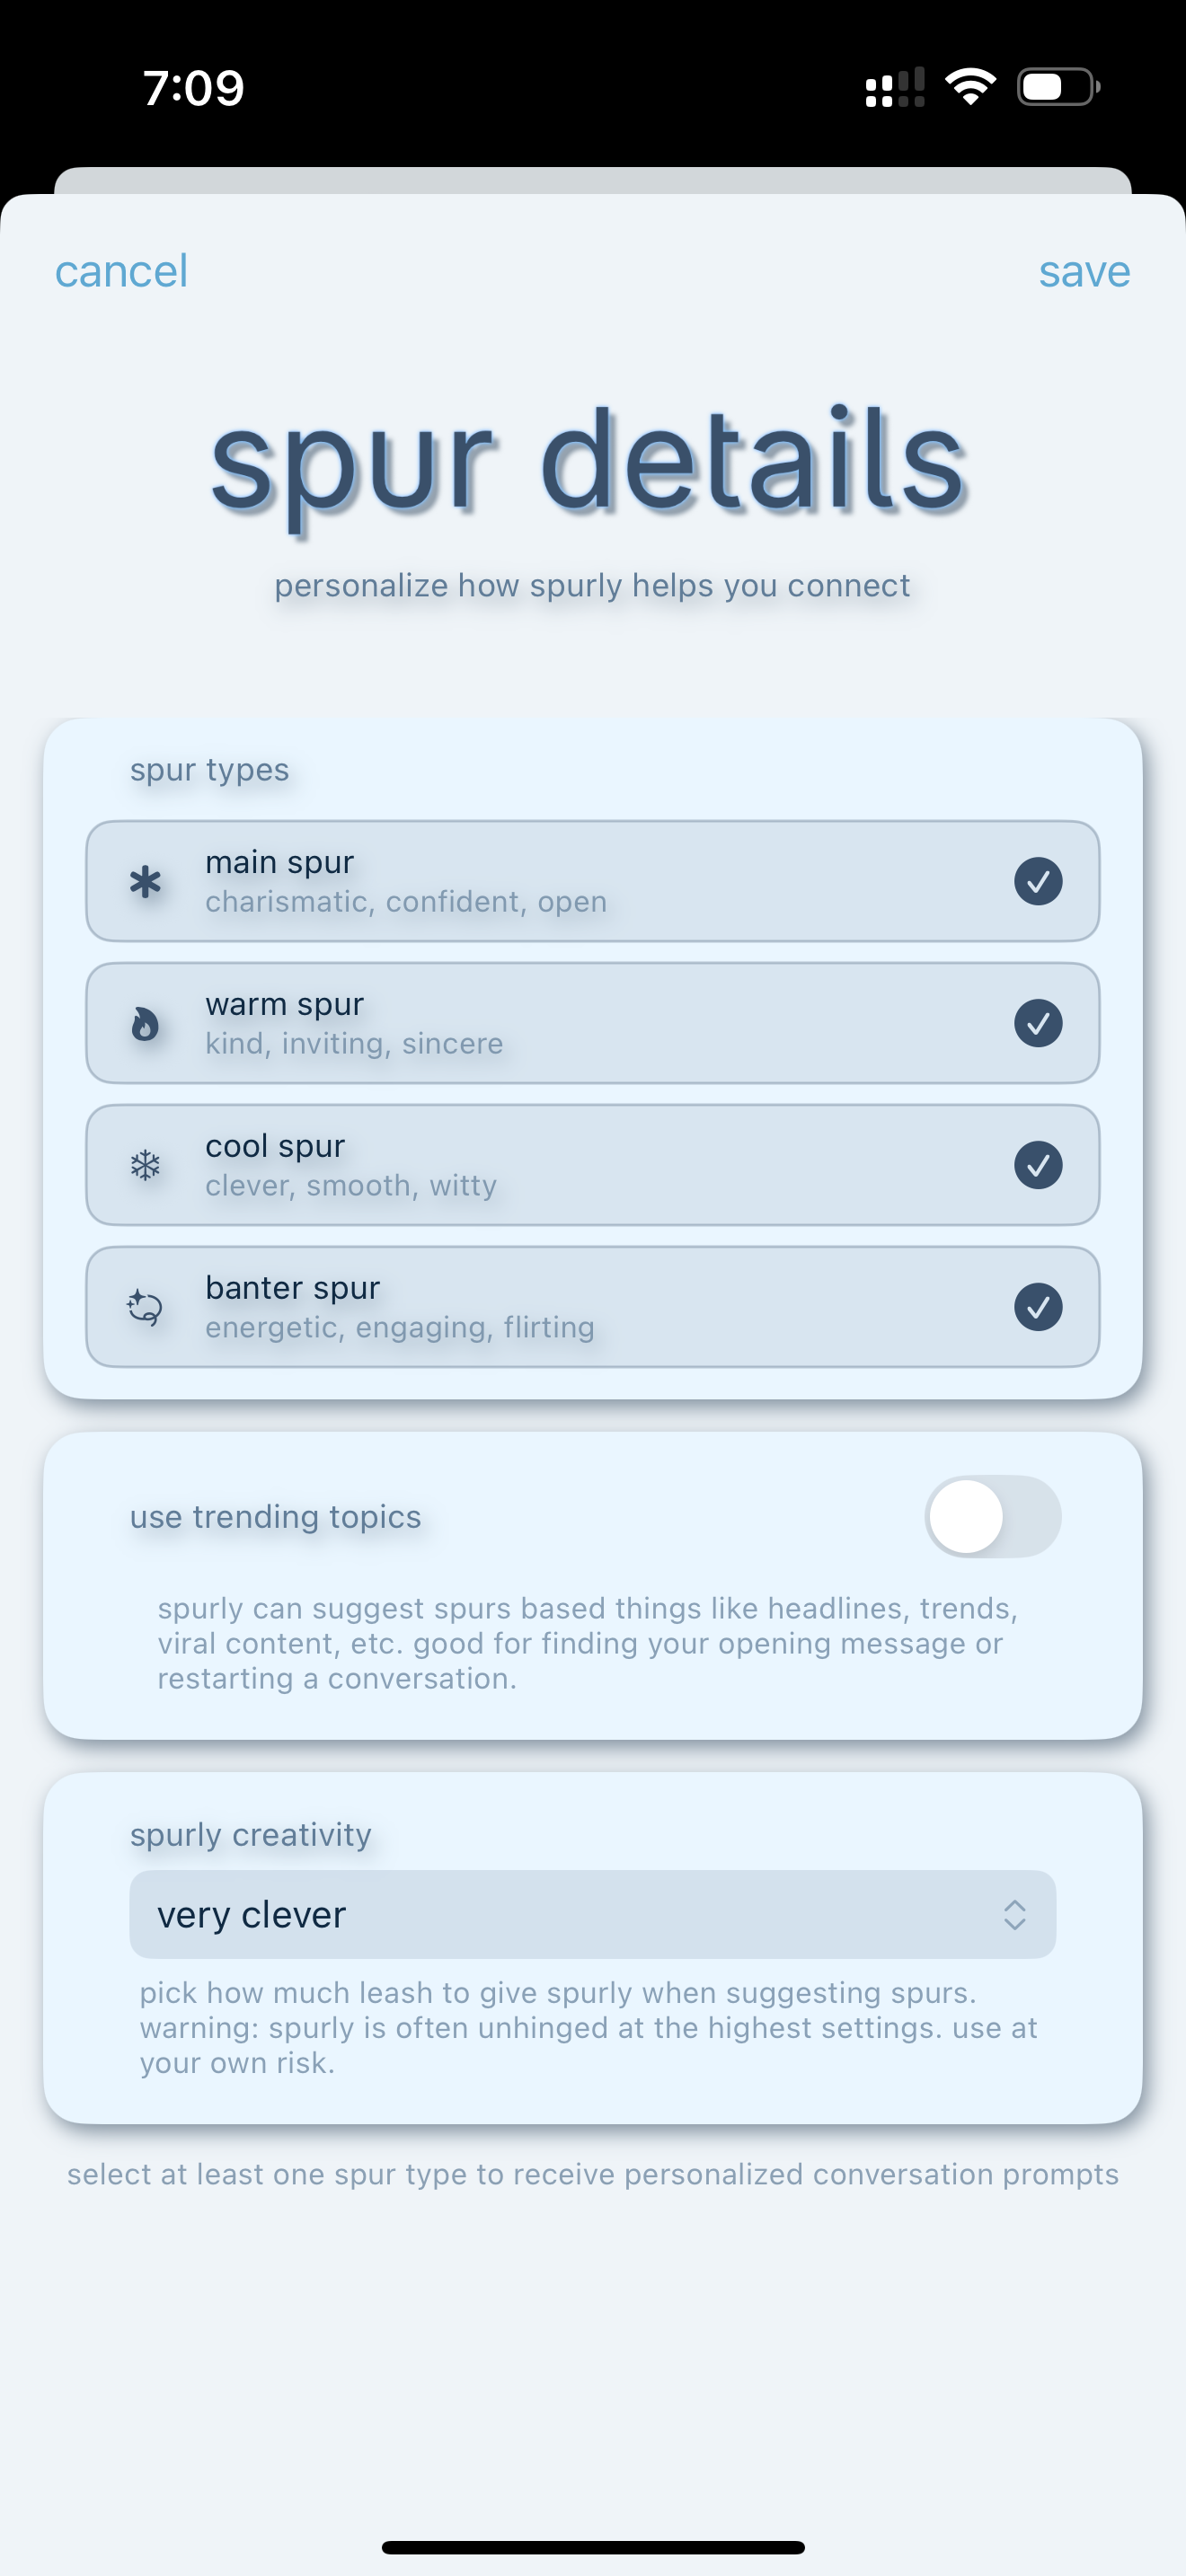 7:09
cancel
save
spur details
personalize how spurly helps you connect
spur types
main spur
charismatic, confident, open
warm spur
kind, inviting, sincere
cool spur
clever, smooth, witty
banter spur
energetic, engaging, flirting
use trending topics
spurly can suggest spurs based things like headlines, trends,
viral content, etc. good for finding your opening message or
restarting a conversation.
spurly creativity
very clever
pick how much leash to give spurly when suggesting spurs.
warning: spurly is often unhinged at the highest settings. use at
your own risk.
select at least one spur type to receive personalized conversation prompts